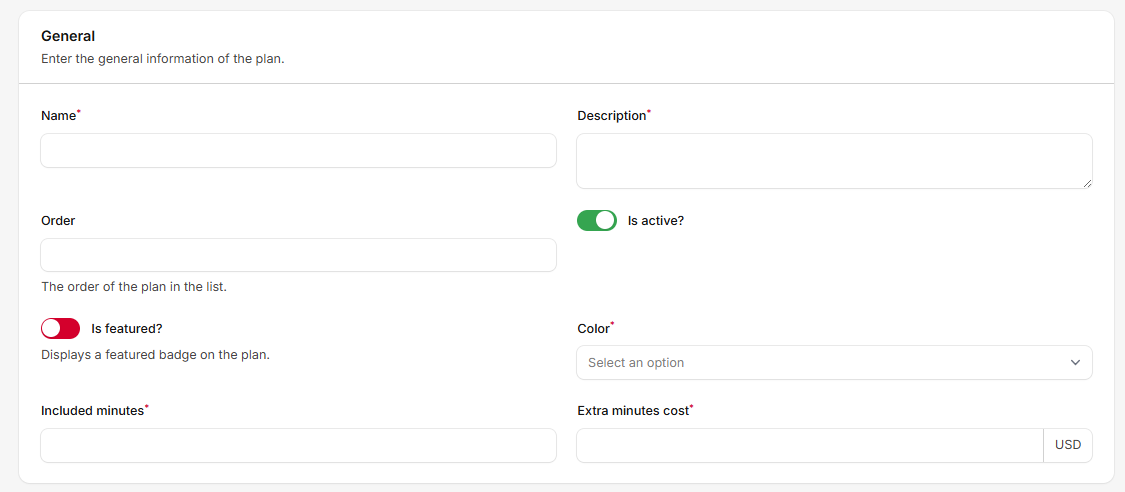 General
Enter the general information of the plan.
Name*
Description*
Order
Is active?
The order of the plan in the list.
Is featured?
Color*
Displays a featured badge on the plan.
Select an option
Included minutes*
Extra minutes cost*
USD